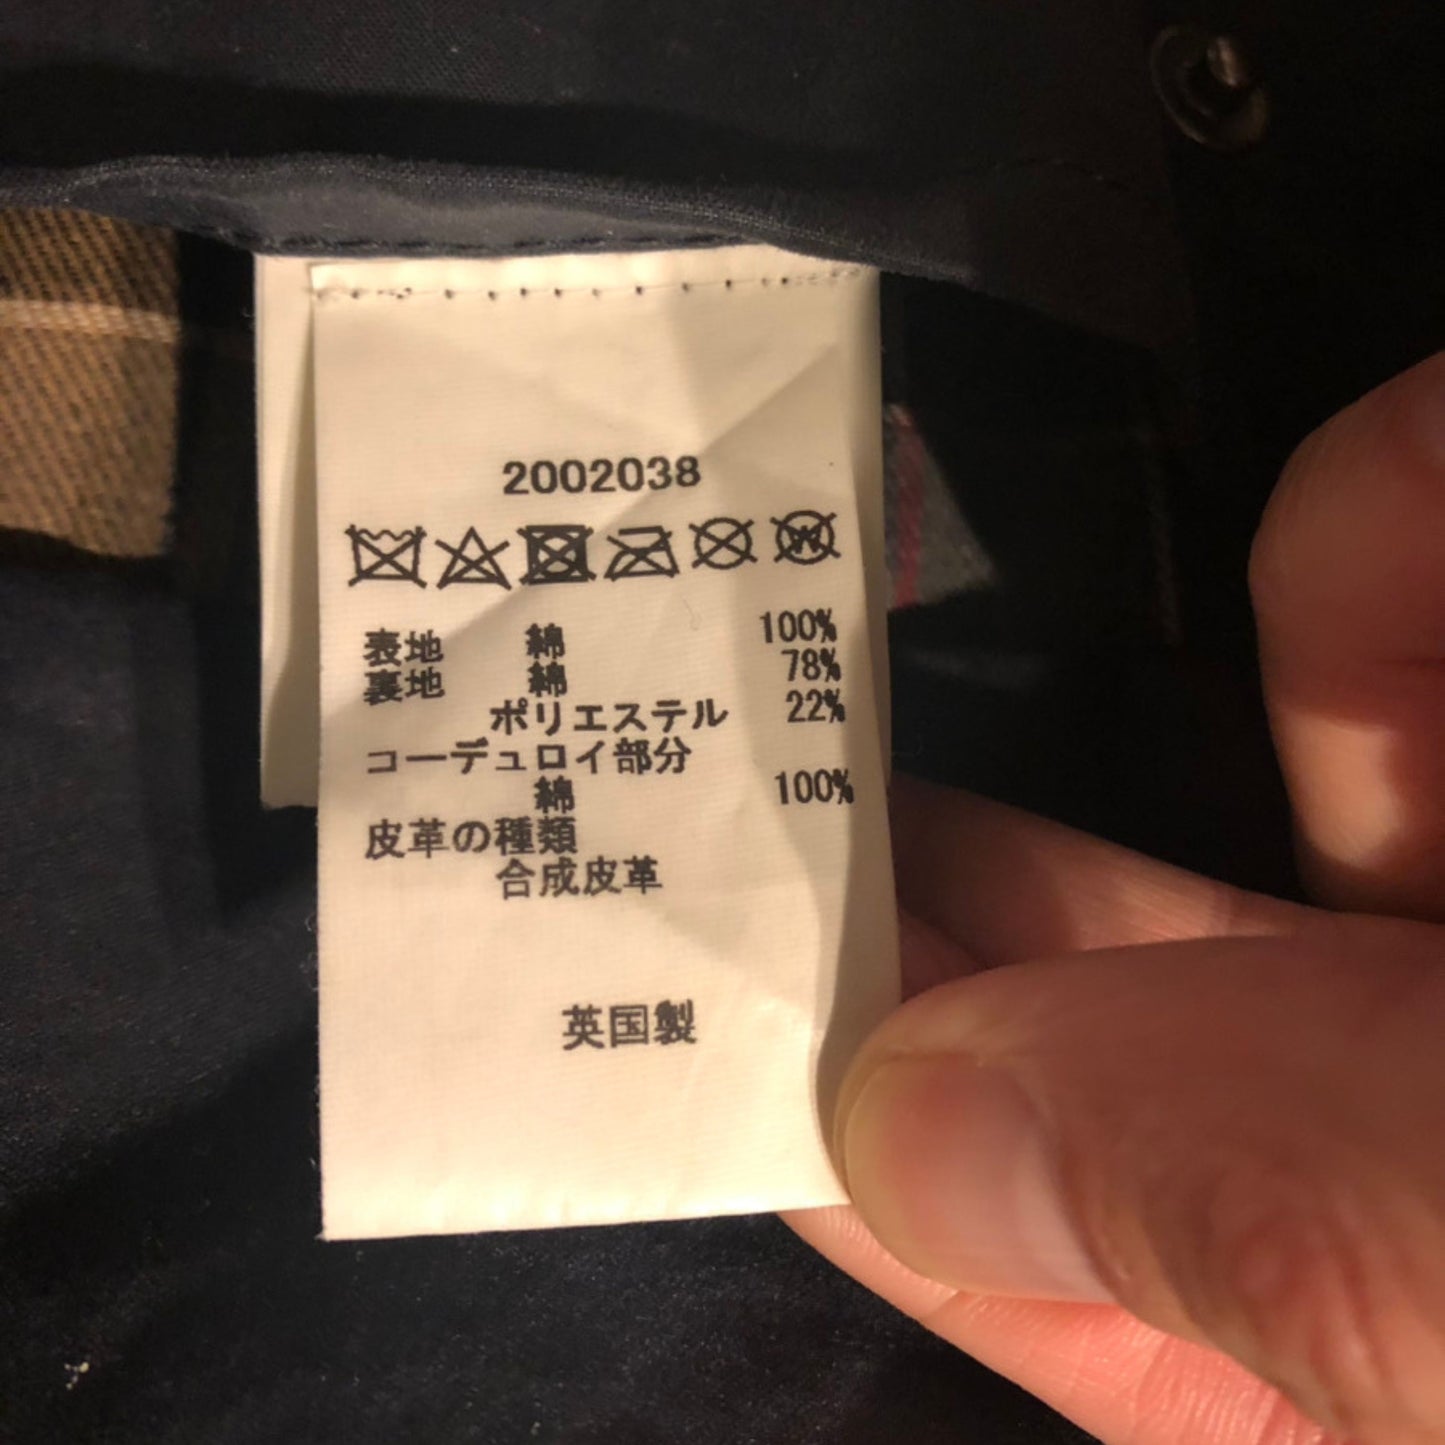 2002038
表地 綿 100%
裏地 綿 78%
ポリエステル 22%
コーデュロイ部分
綿 100%
皮革の種類
合成皮革
英国製